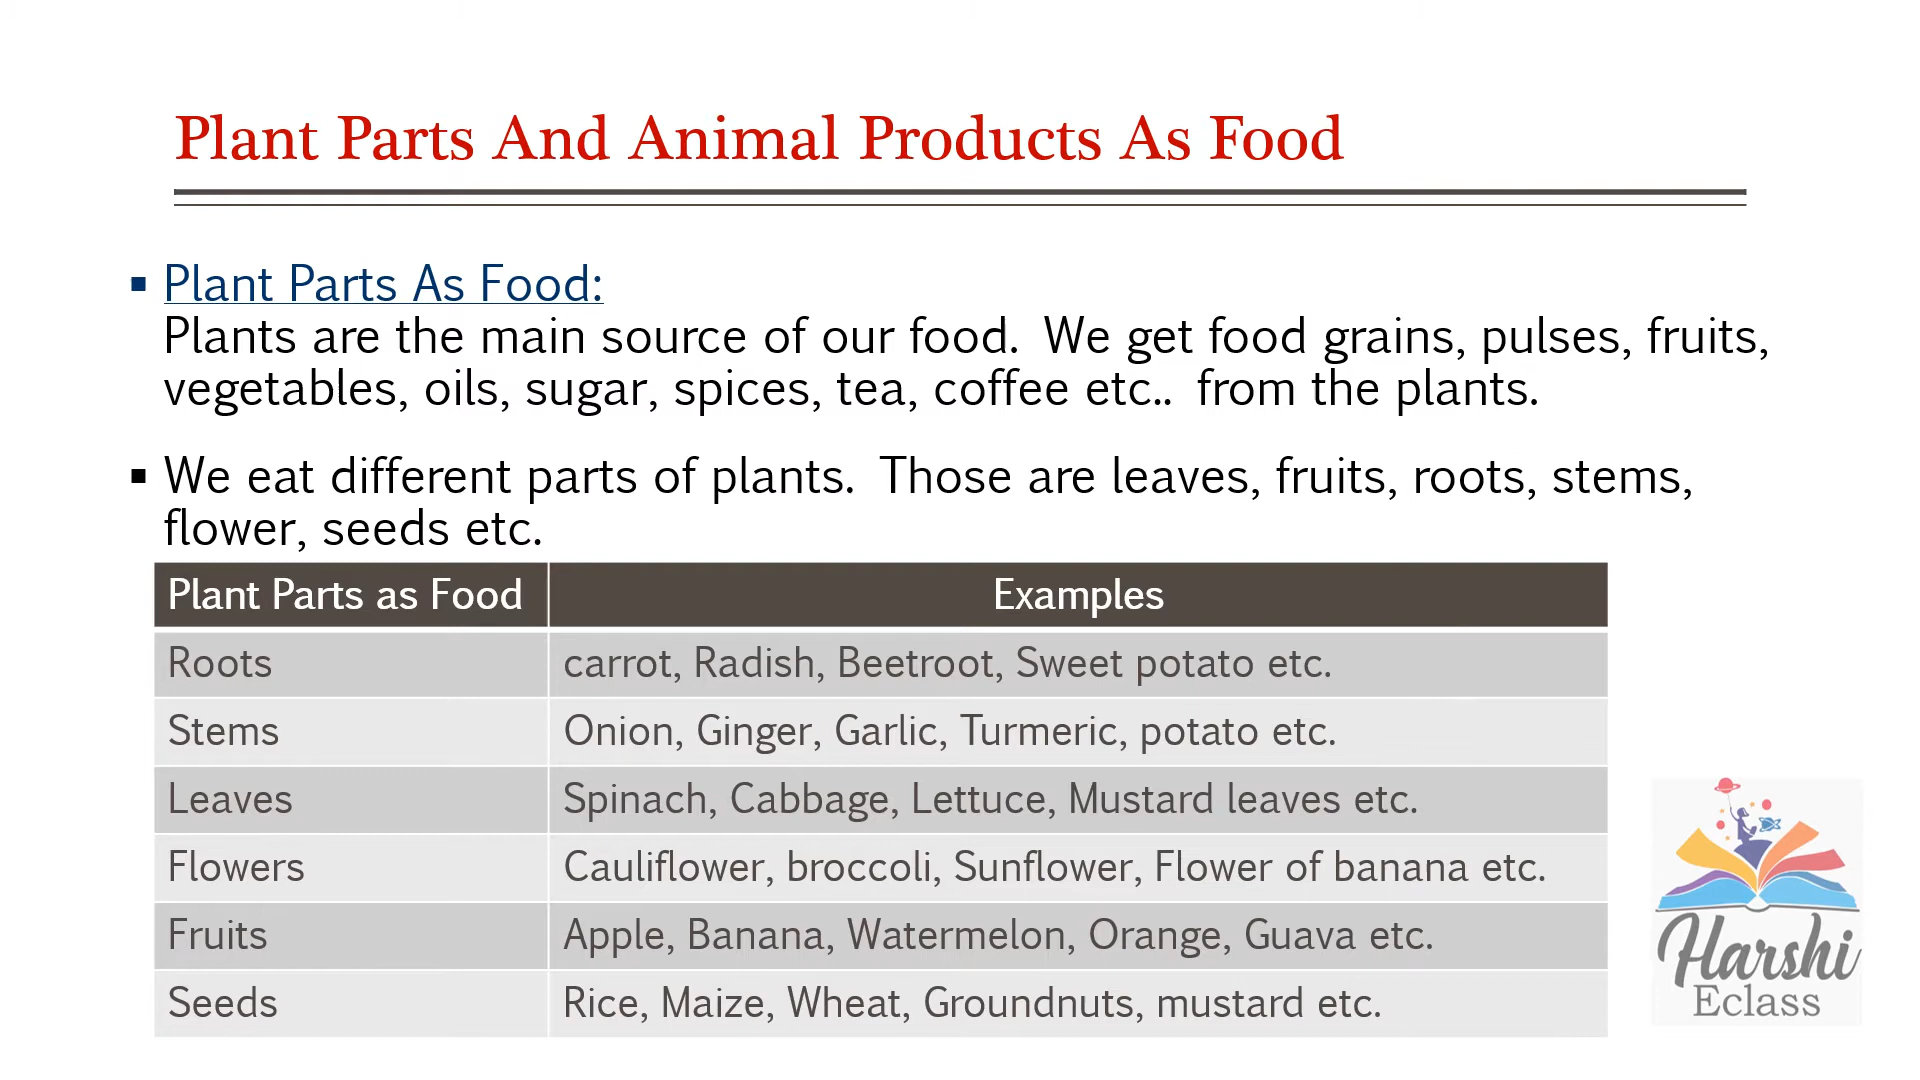 Plant Parts And Animal Products As Food
▪ Plant Parts As Food:
Plants are the main source of our food. We get food grains, pulses, fruits,
vegetables, oils, sugar, spices, tea, coffee etc.. from the plants.
▪ We eat different parts of plants. Those are leaves, fruits, roots, stems,
flower, seeds etc.
Plant Parts as Food Examples
Roots carrot, Radish, Beetroot, Sweet potato etc.
Stems Onion, Ginger, Garlic, Turmeric, potato etc.
Leaves Spinach, Cabbage, Lettuce, Mustard leaves etc.
Flowers Cauliflower, broccoli, Sunflower, Flower of banana etc.
Fruits Apple, Banana, Watermelon, Orange, Guava etc.
Seeds Rice, Maize, Wheat, Groundnuts, mustard etc.
Harshi
Eclass